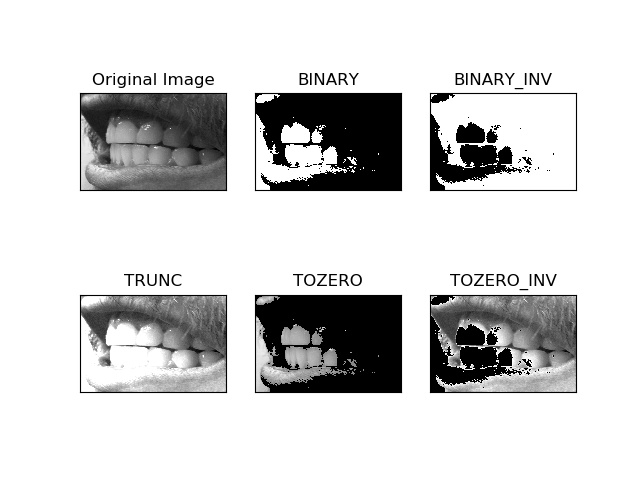 Original Image
BINARY
BINARY_INV
TRUNC
TOZERO
TOZERO_INV